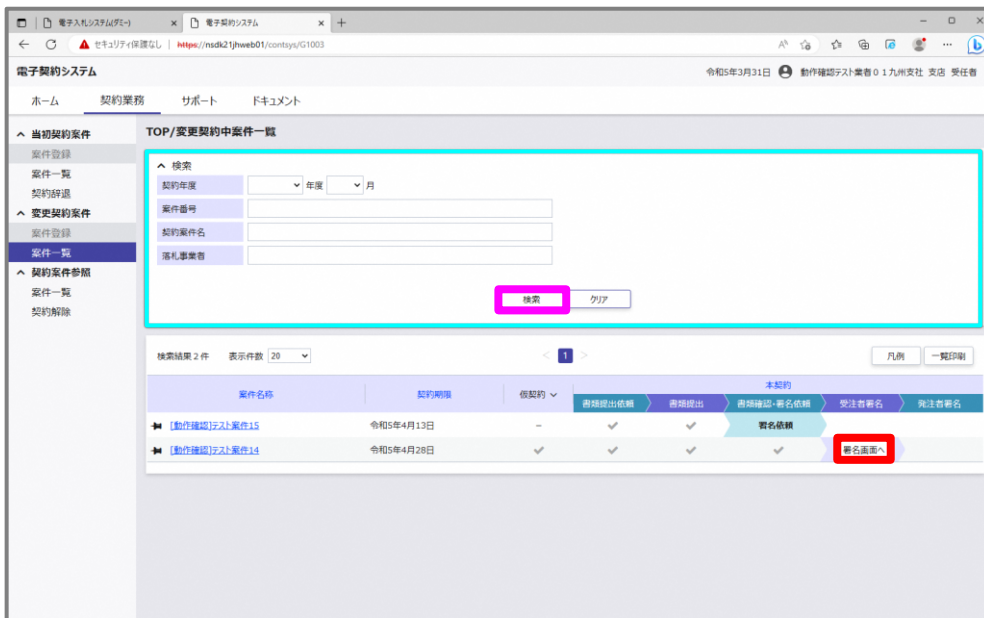 電子入札システム(ダミー) × 電子契約システム × +
セキュリティ保護なし | https://nsdk21jhweb01/contsys/G1003
電子契約システム 令和5年3月31日 動作確認テスト業者01九州支社 支店 受任者
ホーム 契約業務 サポート ドキュメント
当初契約案件
案件登録
案件一覧
契約辞退
変更契約案件
案件登録
案件一覧
契約案件参照
案件一覧
契約解除
TOP/変更契約中案件一覧
検索
契約年度 年度 月
案件番号
契約案件名
落札事業者
検索 クリア
検索結果 2 件 表示件数 20 < 1 > 凡例 一覧印刷
案件名称 契約期限 仮契約 本契約
書類提出依頼 書類提出 書類確認・署名依頼 受注者署名 発注者署名
[動作確認]テスト案件15 令和5年4月13日 － ✓ ✓ 署名依頼
[動作確認]テスト案件14 令和5年4月28日 ✓ ✓ ✓ ✓ 署名画面へ